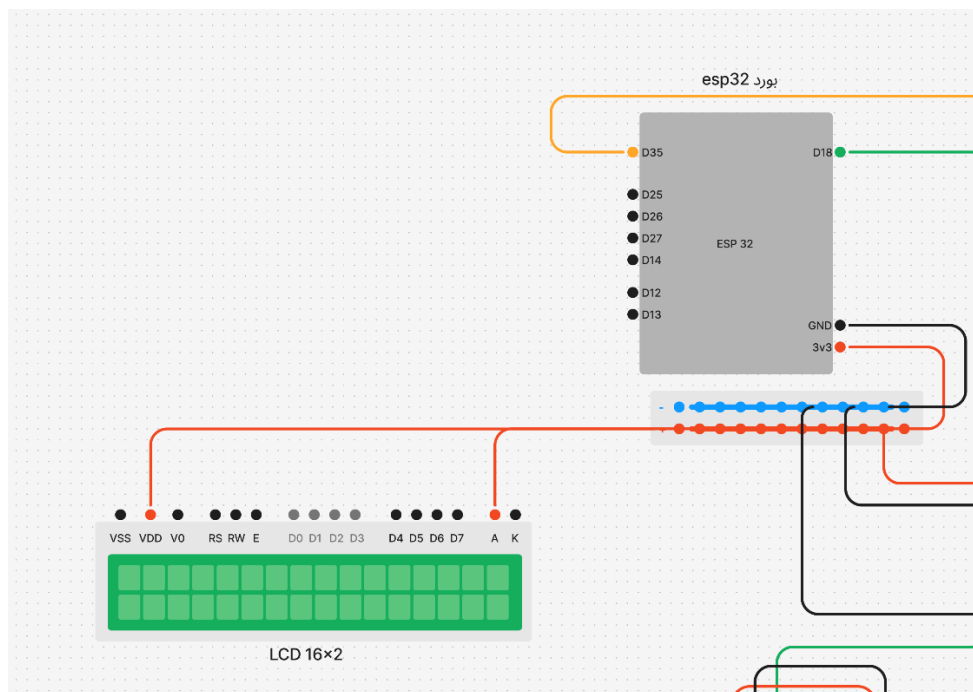 بورد esp32
D35
D18
D25
D26
D27
D14
ESP 32
D12
D13
GND
3v3
-
+
VSS VDD V0 RS RW E D0 D1 D2 D3 D4 D5 D6 D7 A K
LCD 16×2